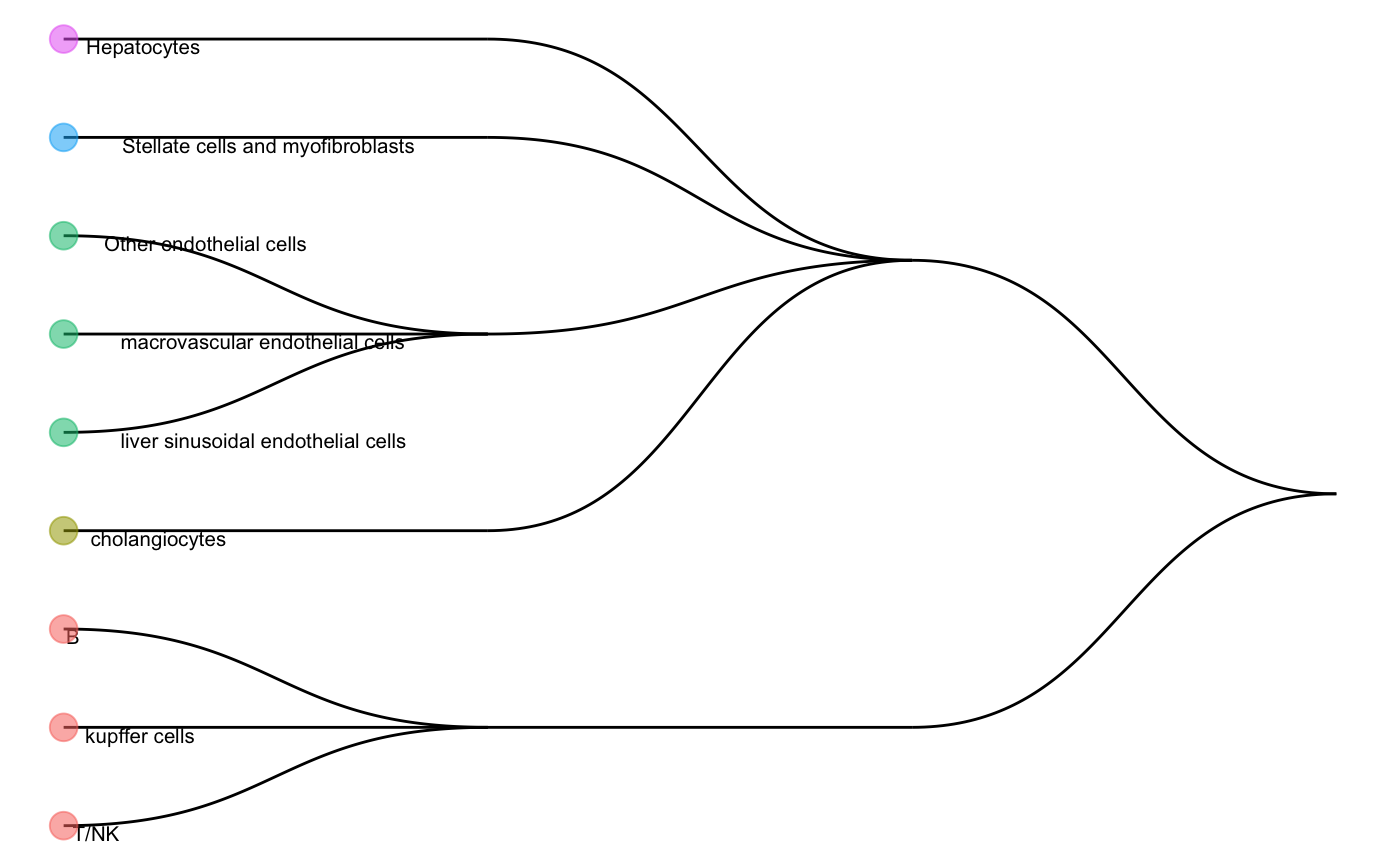 Hepatocytes
Stellate cells and myofibroblasts
Other endothelial cells
macrovascular endothelial cells
liver sinusoidal endothelial cells
cholangiocytes
B
kupffer cells
T/NK